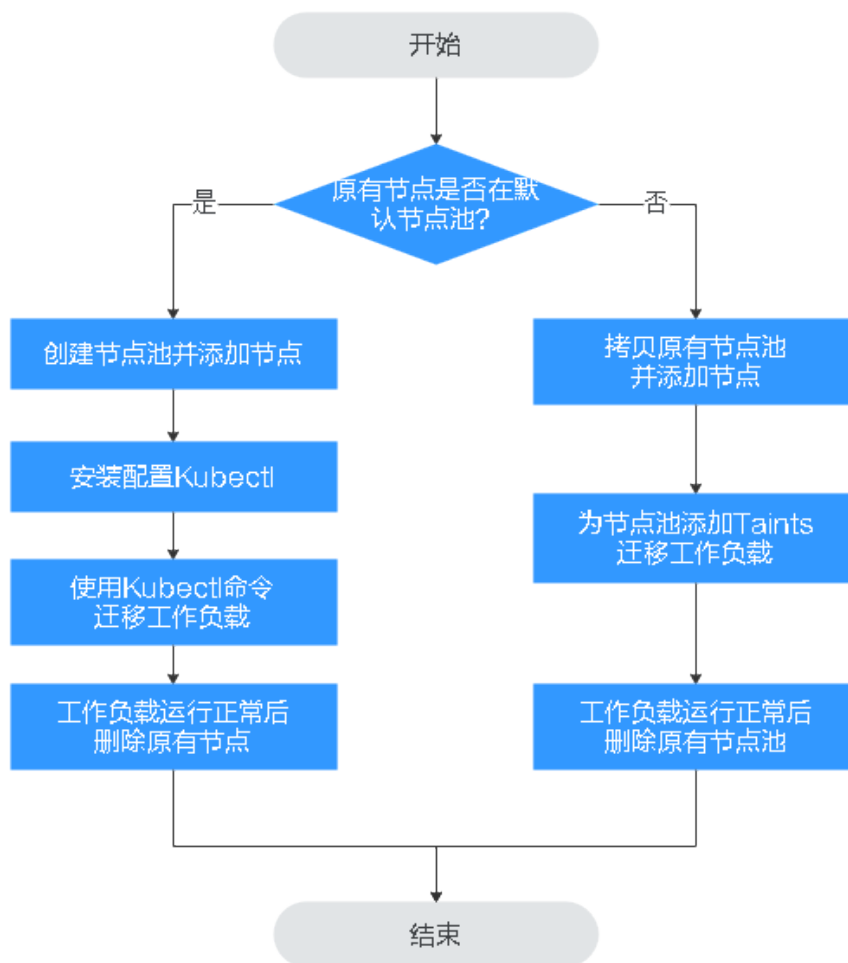 开始
原有节点是否在默
认节点池?
是
否
创建节点池并添加节点
安装配置Kubectl
使用Kubectl命令
迁移工作负载
工作负载运行正常后
删除原有节点
拷贝原有节点池
并添加节点
为节点池添加Taints
迁移工作负载
工作负载运行正常后
删除原有节点池
结束